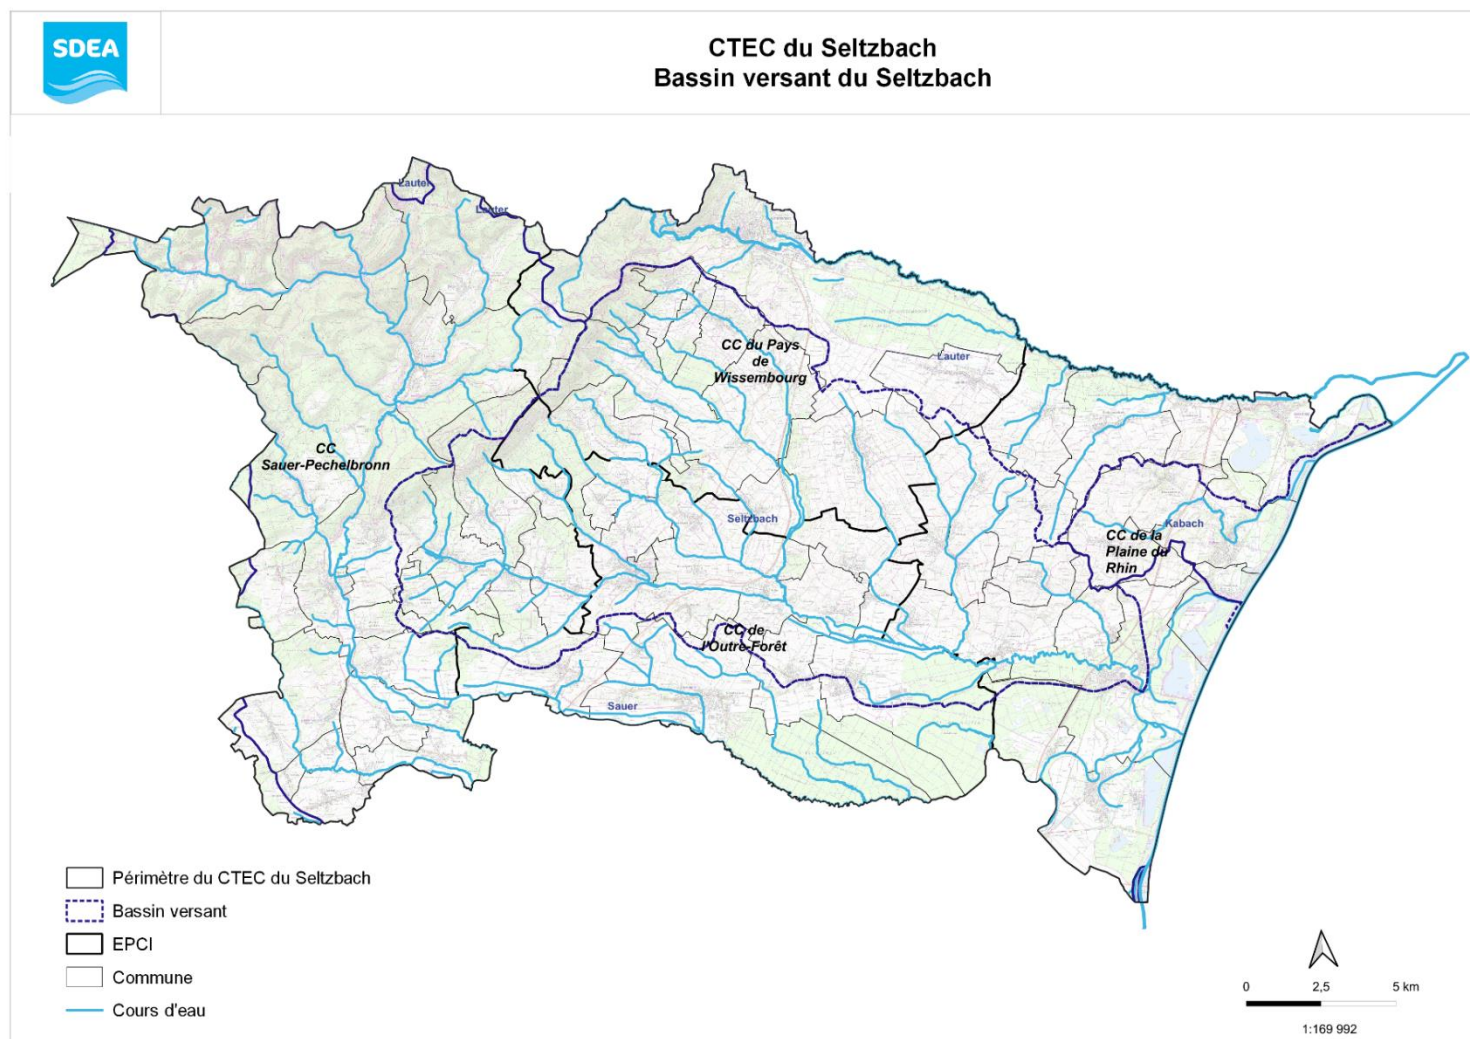 SDEA
CTEC du Seltzbach
Bassin versant du Seltzbach
Lauter
Lauter
CC du Pays
de
Wissembourg
Lauter
CC
Sauer-Pechelbronn
Seltzbach
Kabach
CC de la
Plaine du
Rhin
CC de
l'Outre-Forêt
Sauer
Périmètre du CTEC du Seltzbach
Bassin versant
EPCI
Commune
Cours d'eau
0 2,5 5 km
1:169 992